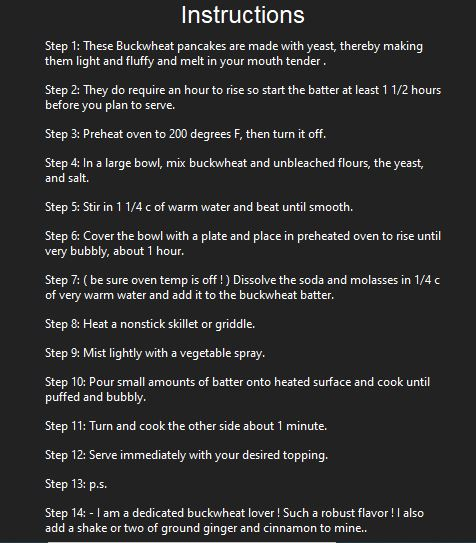 Instructions
Step 1: These Buckwheat pancakes are made with yeast, thereby making
them light and fluffy and melt in your mouth tender .
Step 2: They do require an hour to rise so start the batter at least 1 1/2 hours
before you plan to serve.
Step 3: Preheat oven to 200 degrees F, then turn it off.
Step 4: In a large bowl, mix buckwheat and unbleached flours, the yeast,
and salt.
Step 5: Stir in 1 1/4 c of warm water and beat until smooth.
Step 6: Cover the bowl with a plate and place in preheated oven to rise until
very bubbly, about 1 hour.
Step 7: ( be sure oven temp is off ! ) Dissolve the soda and molasses in 1/4 c
of very warm water and add it to the buckwheat batter.
Step 8: Heat a nonstick skillet or griddle.
Step 9: Mist lightly with a vegetable spray.
Step 10: Pour small amounts of batter onto heated surface and cook until
puffed and bubbly.
Step 11: Turn and cook the other side about 1 minute.
Step 12: Serve immediately with your desired topping.
Step 13: p.s.
Step 14: - I am a dedicated buckwheat lover ! Such a robust flavor ! I also
add a shake or two of ground ginger and cinnamon to mine..